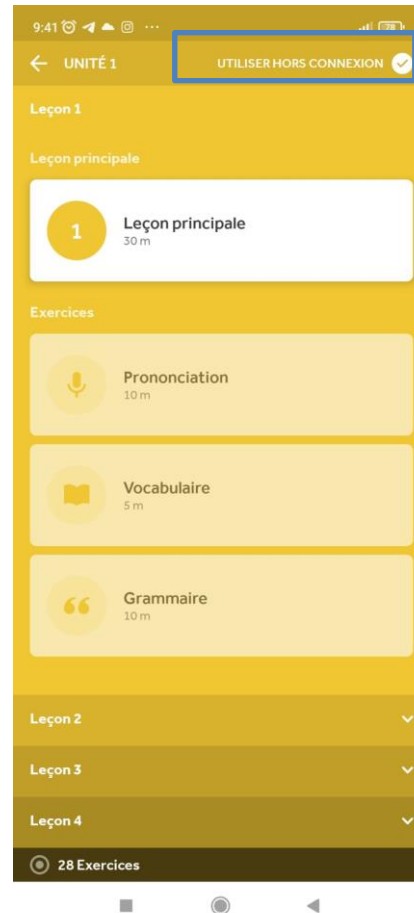 9:41
78
UNITÉ 1
UTILISER HORS CONNEXION
Leçon 1
Leçon principale
1
Leçon principale
30 m
Exercices
Prononciation
10 m
Vocabulaire
5 m
Grammaire
10 m
Leçon 2
Leçon 3
Leçon 4
28 Exercices